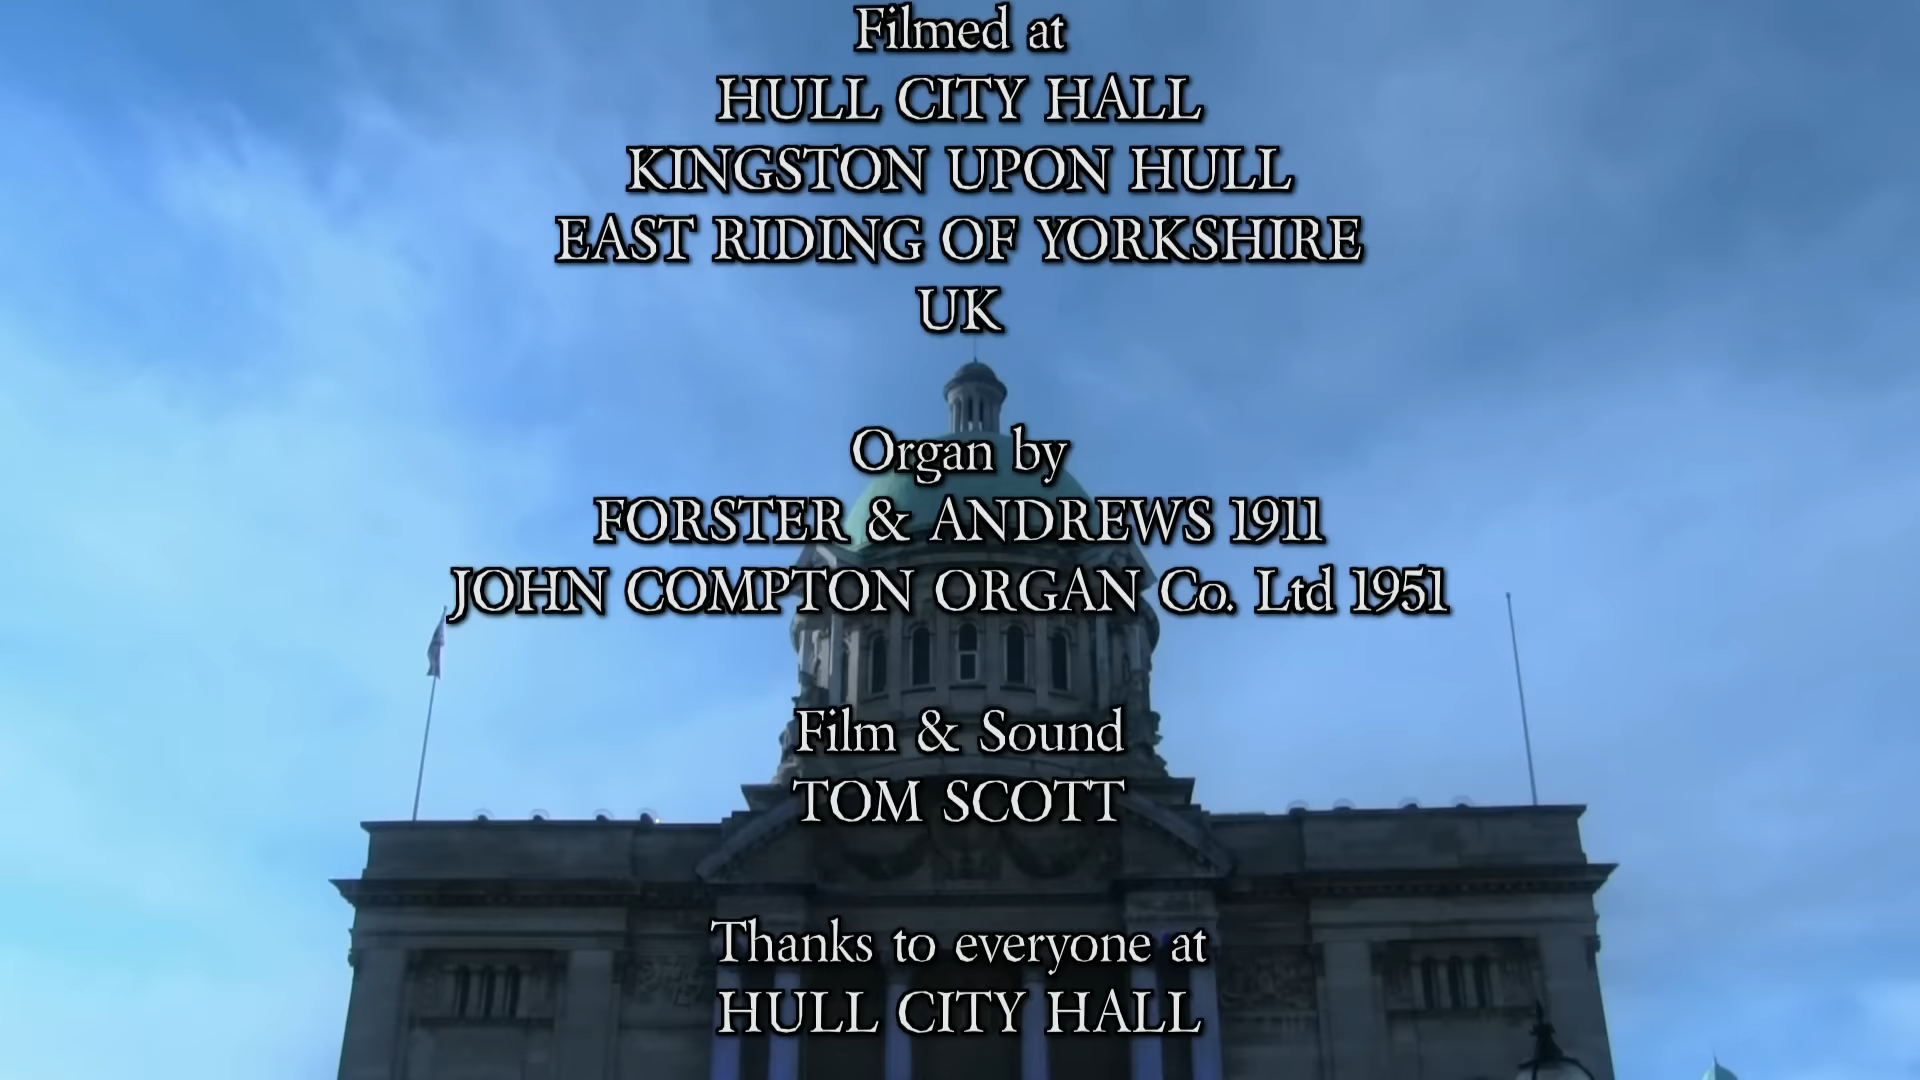 Filmed at
HULL CITY HALL
KINGSTON UPON HULL
EAST RIDING OF YORKSHIRE
UK
Organ by
FORSTER & ANDREWS 1911
JOHN COMPTON ORGAN Co. Ltd 1951
Film & Sound
TOM SCOTT
Thanks to everyone at
HULL CITY HALL